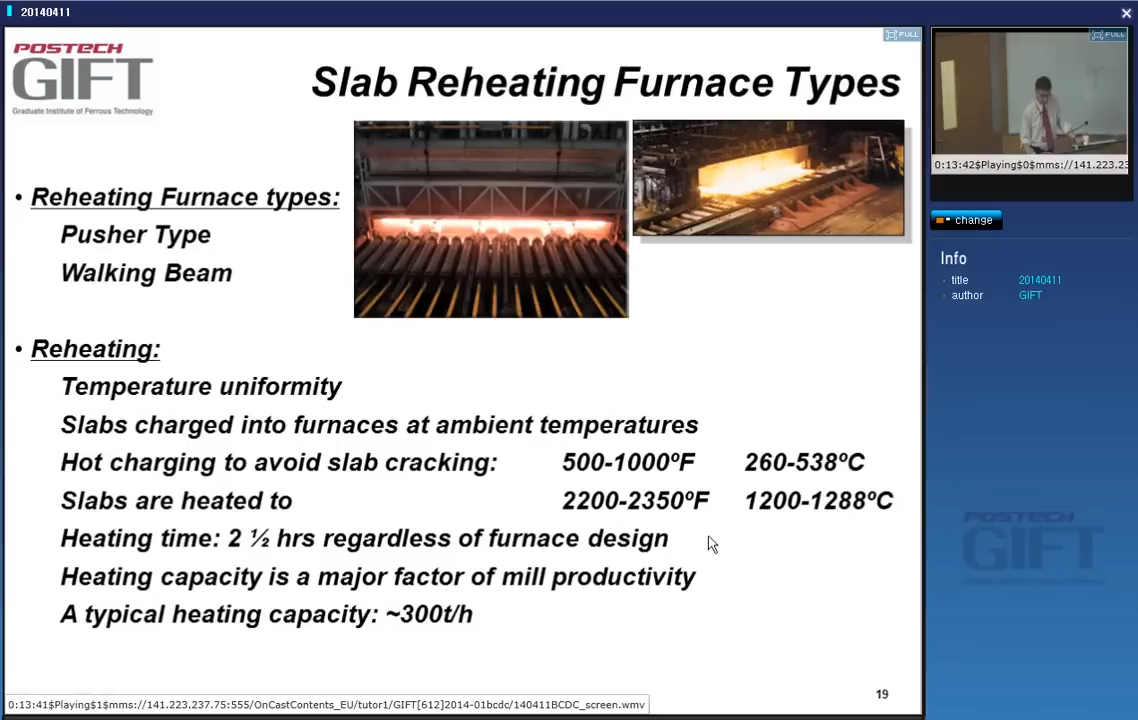 20140411
FULL
POSTECH
GIFT
Graduate Institute of Ferrous Technology
Slab Reheating Furnace Types
• Reheating Furnace types:
Pusher Type
Walking Beam
• Reheating:
Temperature uniformity
Slabs charged into furnaces at ambient temperatures
Hot charging to avoid slab cracking: 500-1000ºF 260-538ºC
Slabs are heated to 2200-2350ºF 1200-1288ºC
Heating time: 2 ½ hrs regardless of furnace design
Heating capacity is a major factor of mill productivity
A typical heating capacity: ~300t/h
19
0:13:41$Playing$1$mms://141.223.237.75:555/OnCastContents_EU/tutor1/GIFT[612]2014-01bcdc/140411BCDC_screen.wmv
FULL
0:13:42$Playing$0$mms://141.223.23
change
Info
title 20140411
author GIFT
POSTECH
GIFT